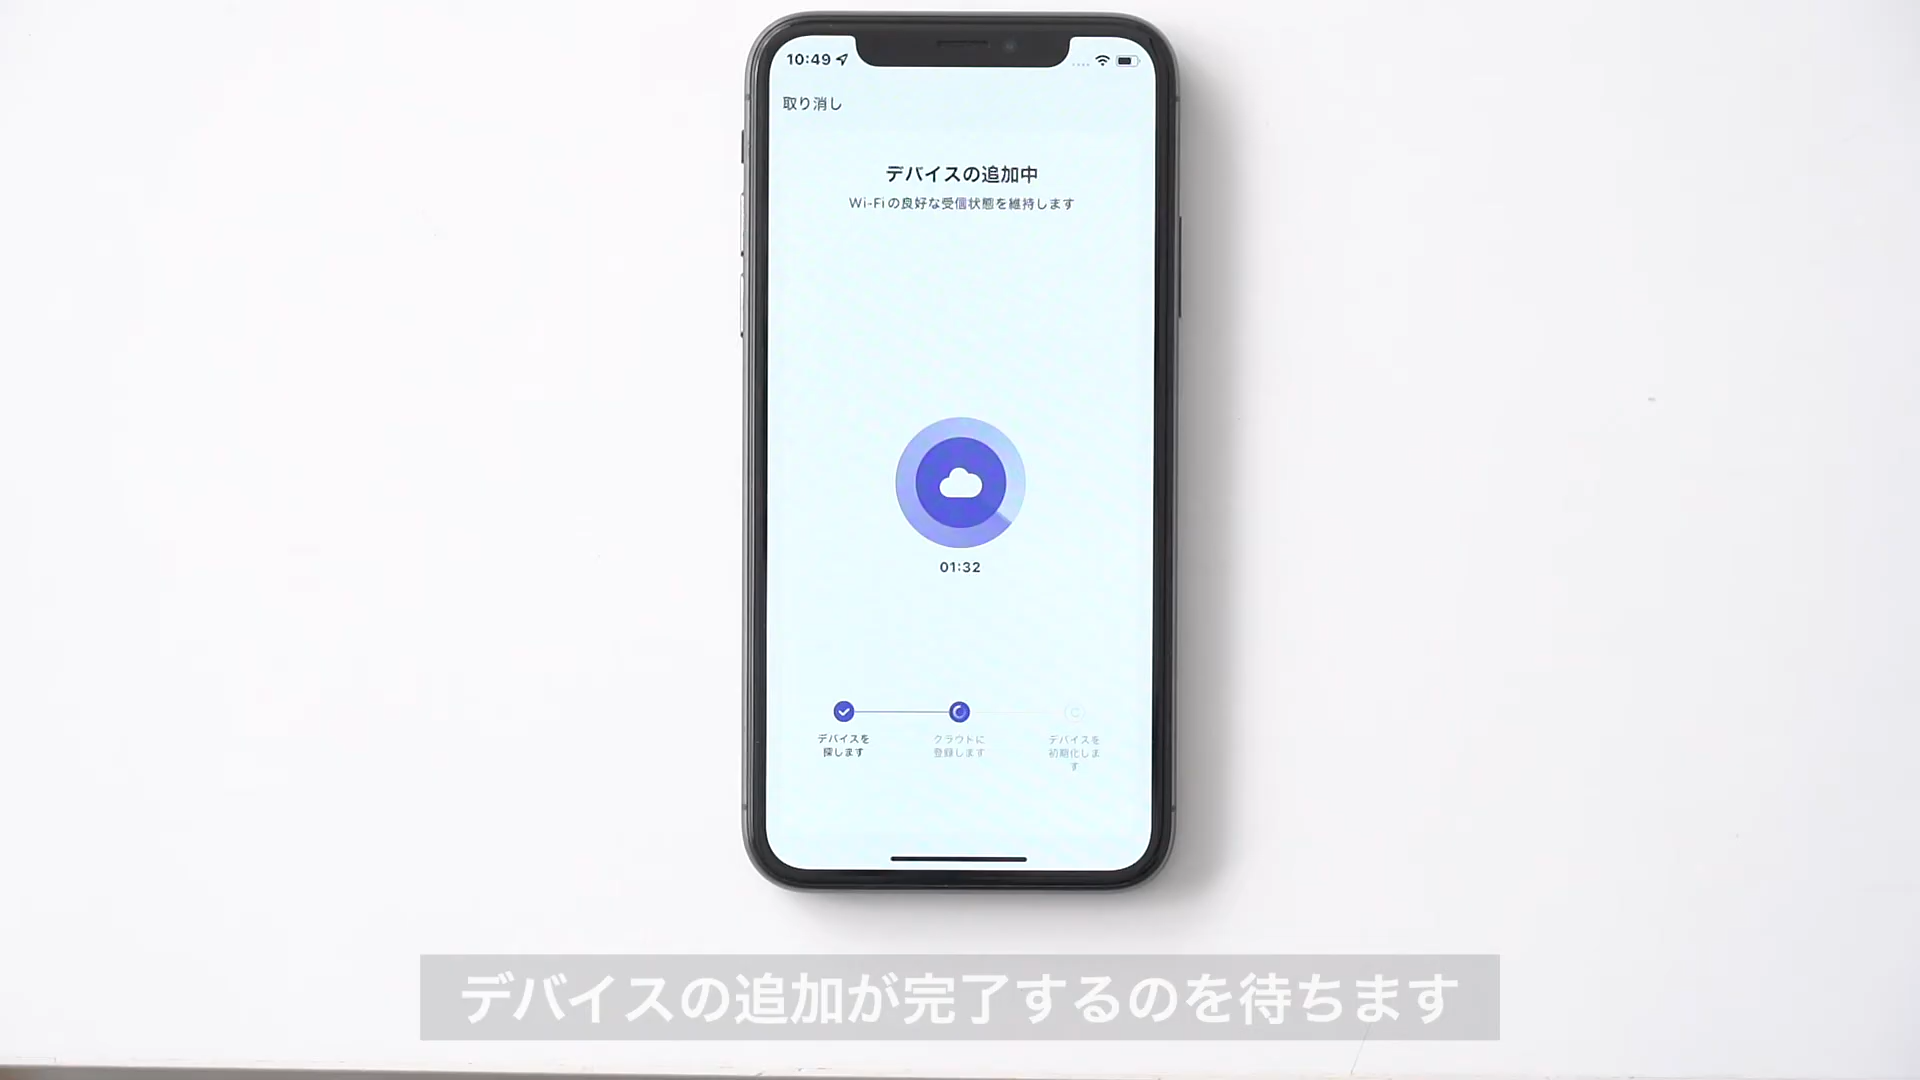 10:49
取り消し
デバイスの追加中
Wi-Fiの良好な受信状態を維持します
01:32
デバイスを
探します
クラウドに
登録します
デバイスを
初期化しま
す
デバイスの追加が完了するのを待ちます